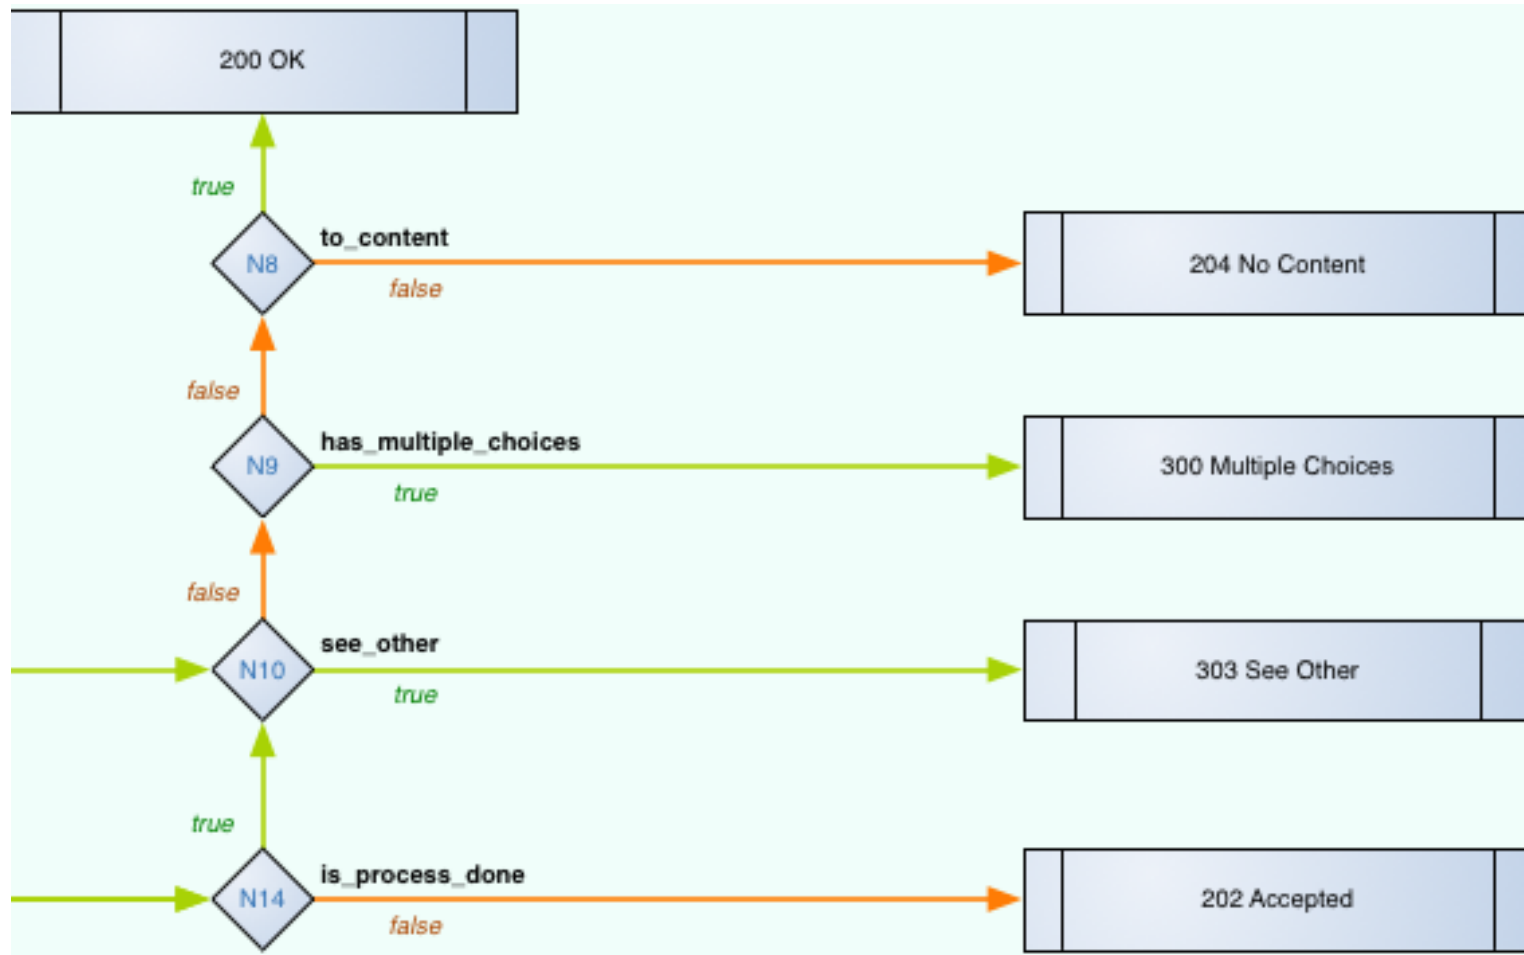 200 OK
true
N8
to_content
false
204 No Content
false
N9
has_multiple_choices
true
300 Multiple Choices
false
N10
see_other
true
303 See Other
true
N14
is_process_done
false
202 Accepted